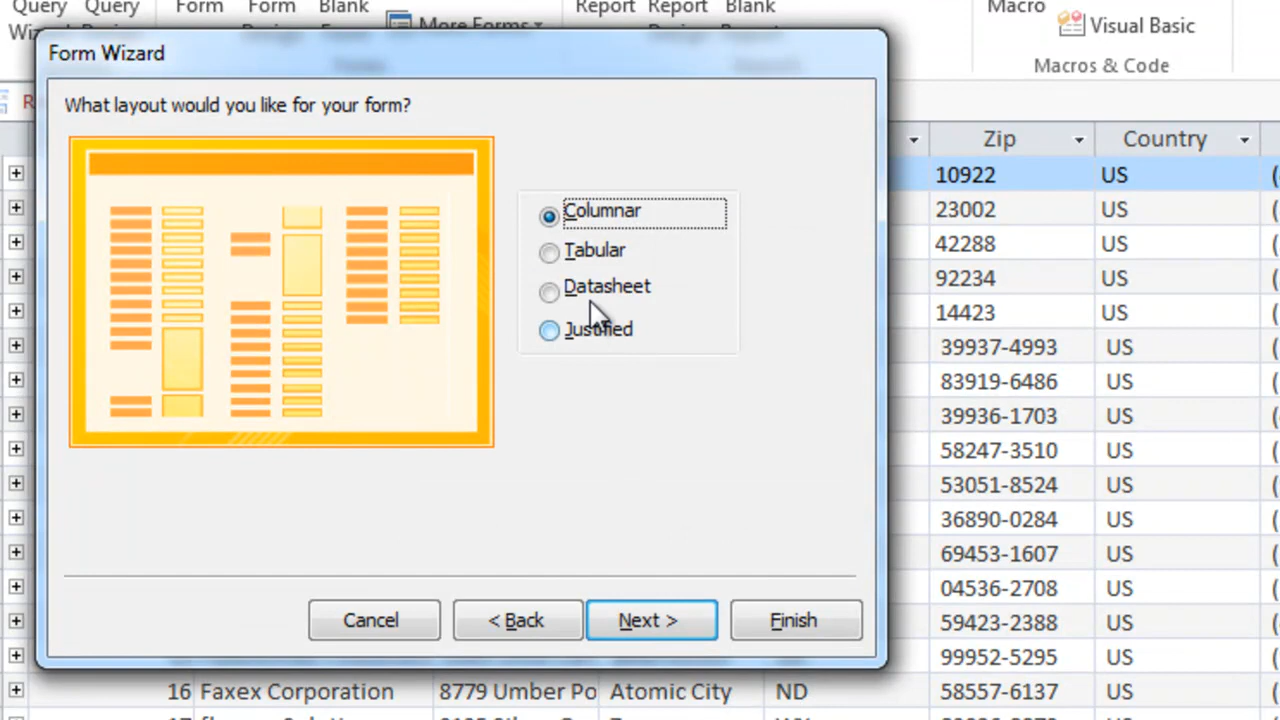 Query Query Form Form Blank Report Report Blank Macro
More Forms
Visual Basic
Macros & Code
Form Wizard
What layout would you like for your form?
Columnar
Tabular
Datasheet
Justified
Cancel < Back Next > Finish
Zip Country
10922 US
23002 US
42288 US
92234 US
14423 US
39937-4993 US
83919-6486 US
39936-1703 US
58247-3510 US
53051-8524 US
36890-0284 US
69453-1607 US
04536-2708 US
59423-2388 US
99952-5295 US
16 Faxex Corporation 8779 Umber Po Atomic City ND 58557-6137 US